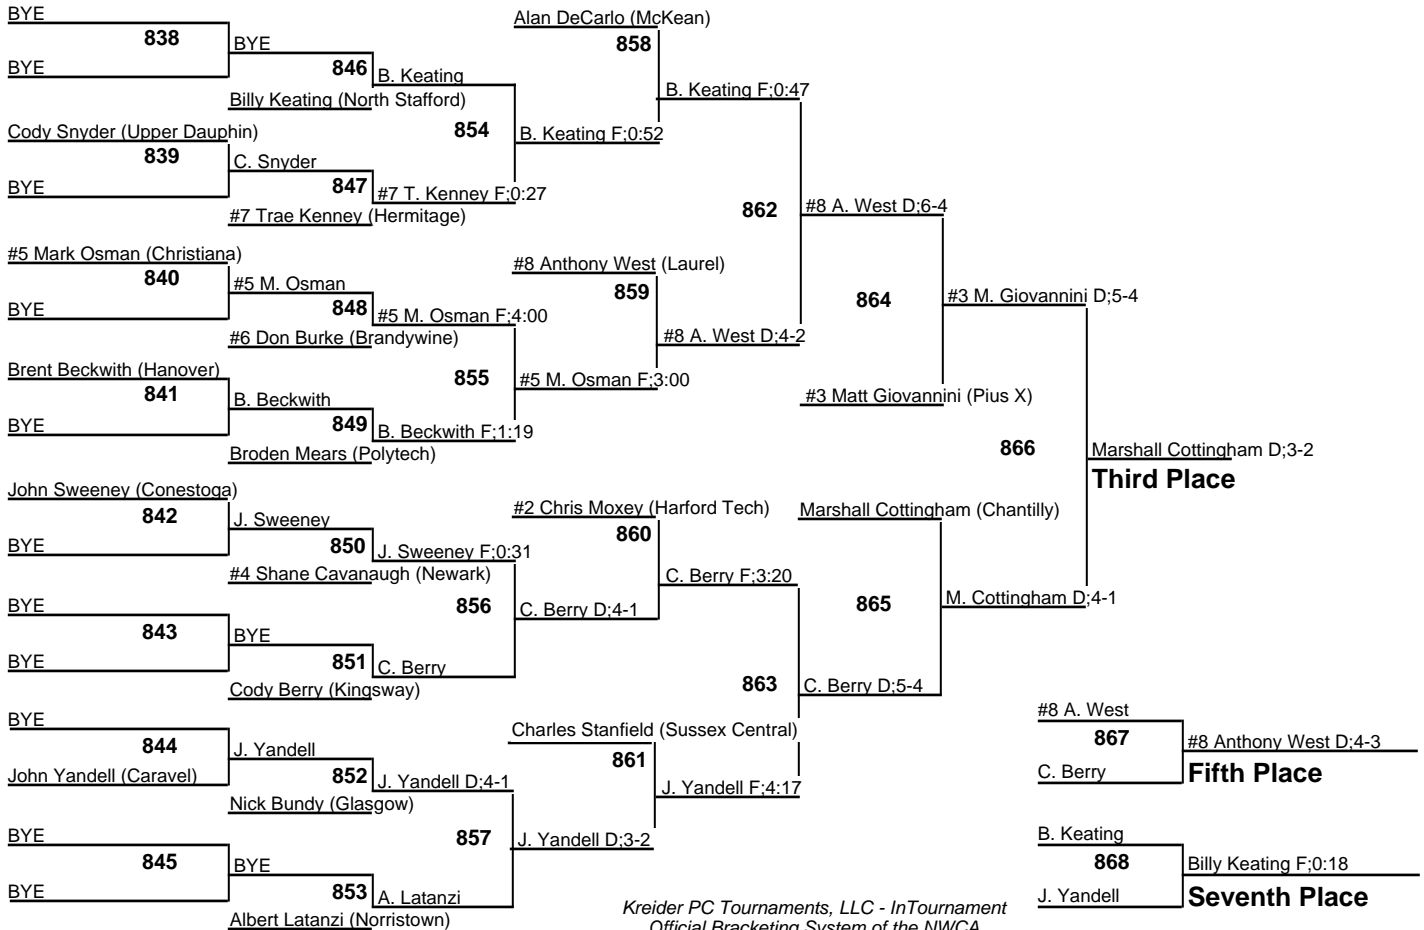 BYE
838
BYE
BYE
846
B. Keating
Billy Keating (North Stafford)
Cody Snyder (Upper Dauphin)
839
C. Snyder
BYE
847
#7 T. Kenney F;0:27
#7 Trae Kenney (Hermitage)
854
B. Keating F;0:52
Alan DeCarlo (McKean)
858
B. Keating F;0:47
#5 Mark Osman (Christiana)
840
#5 M. Osman
BYE
848
#5 M. Osman F;4:00
#6 Don Burke (Brandywine)
Brent Beckwith (Hanover)
841
B. Beckwith
BYE
849
B. Beckwith F;1:19
Broden Mears (Polytech)
855
#5 M. Osman F;3:00
#8 Anthony West (Laurel)
859
#8 A. West D;4-2
862
#8 A. West D;6-4
864
#3 M. Giovannini D;5-4
#3 Matt Giovannini (Pius X)
866
Marshall Cottingham D;3-2
Third Place
John Sweeney (Conestoga)
842
J. Sweeney
BYE
850
J. Sweeney F;0:31
#4 Shane Cavanaugh (Newark)
BYE
843
BYE
BYE
851
C. Berry
Cody Berry (Kingsway)
856
C. Berry D;4-1
#2 Chris Moxey (Harford Tech)
860
C. Berry F;3:20
Marshall Cottingham (Chantilly)
865
M. Cottingham D;4-1
863
C. Berry D;5-4
BYE
844
J. Yandell
John Yandell (Caravel)
852
J. Yandell D;4-1
Nick Bundy (Glasgow)
BYE
845
BYE
BYE
853
A. Latanzi
Albert Latanzi (Norristown)
857
J. Yandell D;3-2
Charles Stanfield (Sussex Central)
861
J. Yandell F;4:17
#8 A. West
867
#8 Anthony West D;4-3
C. Berry
Fifth Place
B. Keating
868
Billy Keating F;0:18
J. Yandell
Seventh Place
Kreider PC Tournaments, LLC - InTournament
Official Bracketing System of the NWCA